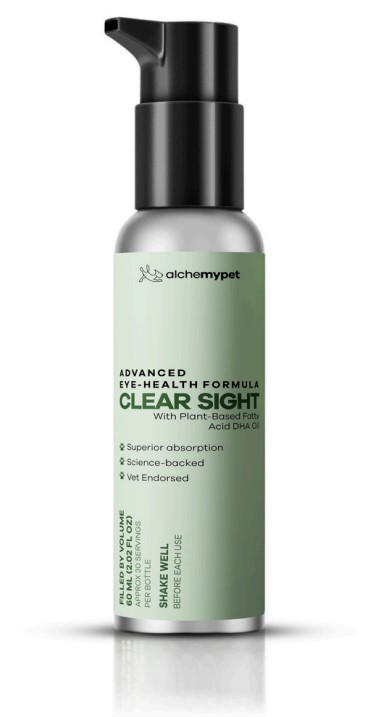 alchemypet
ADVANCED
EYE-HEALTH FORMULA
CLEAR SIGHT
With Plant-Based Fatty
Acid DHA Oil
Superior absorption
Science-backed
Vet Endorsed
FILLED BY VOLUME
60 ML (2.02 FL OZ)
APPROX 30 SERVINGS
PER BOTTLE
SHAKE WELL
BEFORE EACH USE